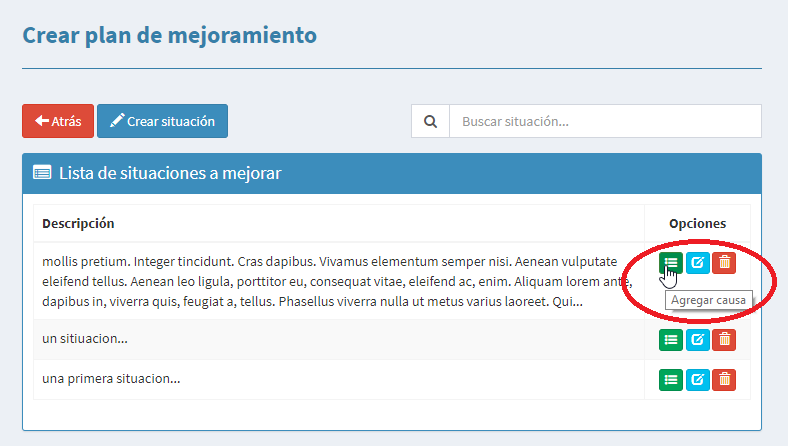 Crear plan de mejoramiento
Atrás Crear situación Buscar situación...
Lista de situaciones a mejorar
Descripción Opciones
mollis pretium. Integer tincidunt. Cras dapibus. Vivamus elementum semper nisi. Aenean vulputate
eleifend tellus. Aenean leo ligula, porttitor eu, consequat vitae, eleifend ac, enim. Aliquam lorem ante,
dapibus in, viverra quis, feugiat a, tellus. Phasellus viverra nulla ut metus varius laoreet. Qui...
Agregar causa
un sitiuacion...
una primera situacion...